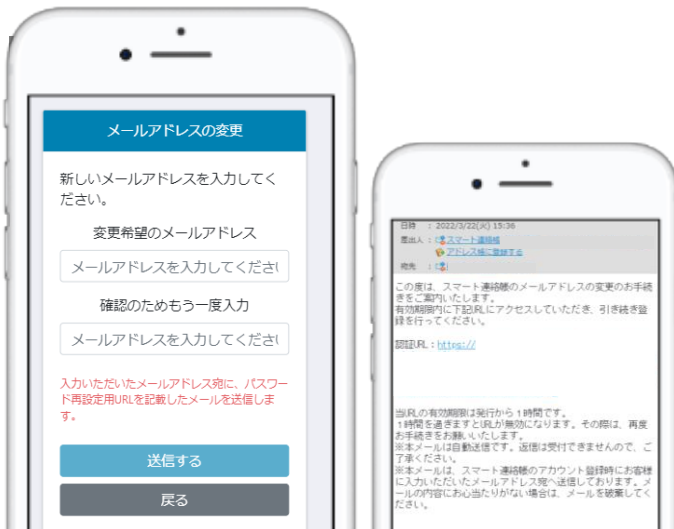 メールアドレスの変更
新しいメールアドレスを入力してく
ださい。
変更希望のメールアドレス
メールアドレスを入力してくださ
確認のためもう一度入力
メールアドレスを入力してくださ
入力いただいたメールアドレス宛に、パスワー
ド再設定用URLを記載したメールを送信しま
す。
送信する
戻る
日時 : 2022/3/22(火) 15:36
差出人 : スマート連絡帳
アドレス帳に登録する
宛先 :
この度は、スマート連絡帳のメールアドレスの変更のお手続
きをご案内いたします。
有効期限内に下記URLにアクセスしていただき、引き続き登
録を行ってください。
認証URL : https://
当URLの有効期限は発行から1時間です。
1時間を過ぎますとURLが無効になります。その際は、再度
お手続きをお願いいたします。
※本メールは自動送信です。返信は受付できませんので、ご
了承ください。
※本メールは、スマート連絡帳のアカウント登録時にお客様
に入力いただいたメールアドレス宛へ送信しております。メ
ールの内容にお心当たりがない場合は、メールを破棄してく
ださい。